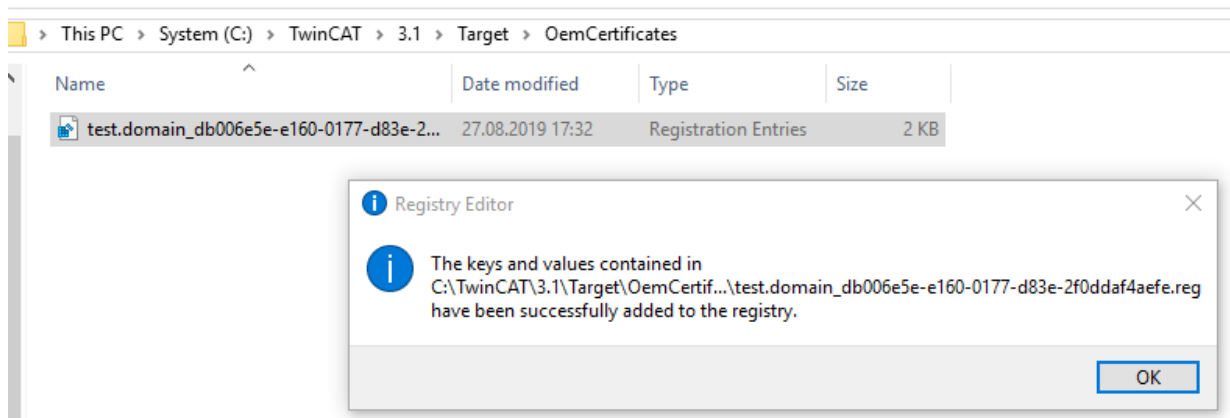 This PC > System (C:) > TwinCAT > 3.1 > Target > OemCertificates
Name Date modified Type Size
test.domain_db006e5e-e160-0177-d83e-2... 27.08.2019 17:32 Registration Entries 2 KB
Registry Editor
The keys and values contained in
C:\TwinCAT\3.1\Target\OemCertif...\test.domain_db006e5e-e160-0177-d83e-2f0ddaf4aefe.reg
have been successfully added to the registry.
OK